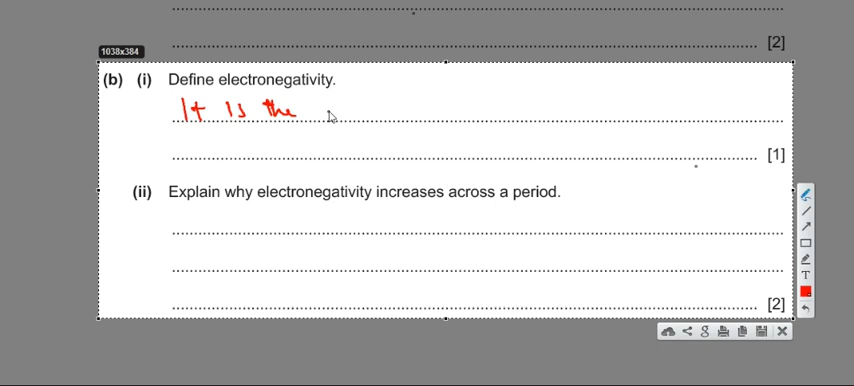 [2]
1038x384
(b) (i) Define electronegativity.
It is the
[1]
(ii) Explain why electronegativity increases across a period.
[2]